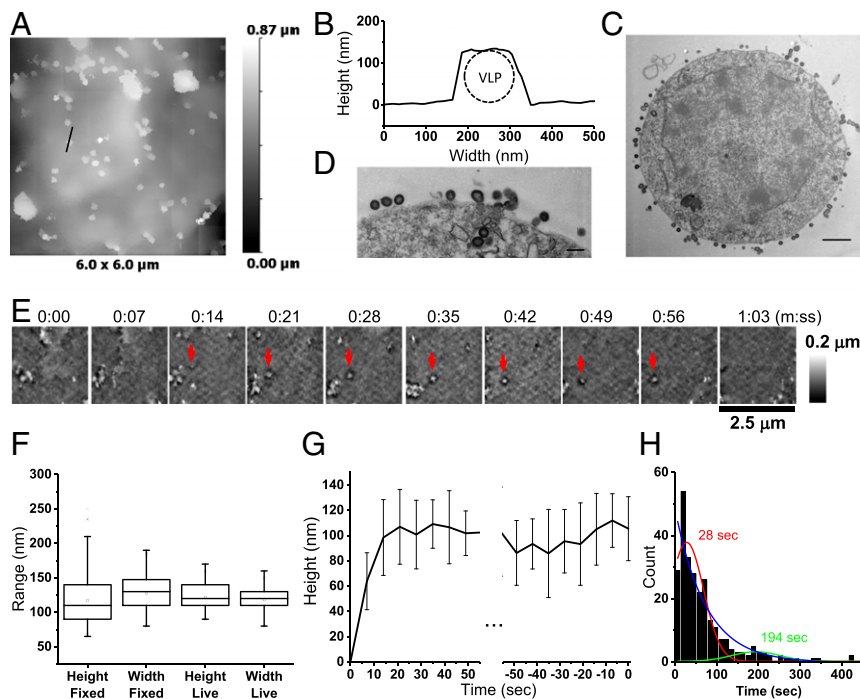 A
0.87 µm
0.00 µm
6.0 x 6.0 µm
B
Height (nm)
200
100
0
VLP
0 100 200 300 400 500
Width (nm)
C
D
E
0:00 0:07 0:14 0:21 0:28 0:35 0:42 0:49 0:56 1:03 (m:ss)
0.2 µm
2.5 µm
F
Range (nm)
300
250
200
150
100
50
Height Width Height Width
Fixed Fixed Live Live
G
Height (nm)
140
120
100
80
60
40
20
0
...
0 10 20 30 40 50 -50 -40 -30 -20 -10 0
Time (sec)
H
Count
60
40
20
0
28 sec
194 sec
0 100 200 300 400
Time (sec)